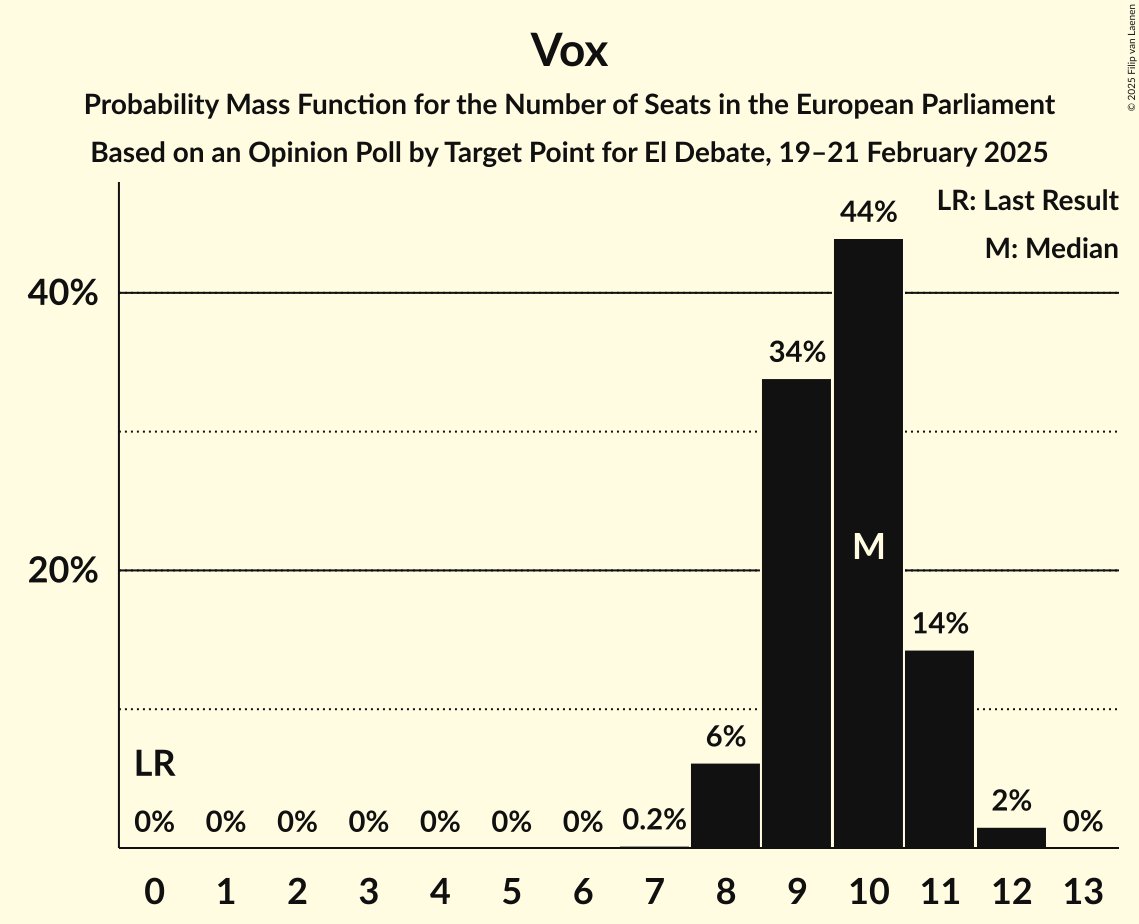 Vox
Probability Mass Function for the Number of Seats in the European Parliament
Based on an Opinion Poll by Target Point for El Debate, 19–21 February 2025
© 2025 Filip van Laenen
LR: Last Result
M: Median
44%
40%
34%
M
20%
14%
6%
LR
2%
0% 0% 0% 0% 0% 0% 0% 0.2% 0%
0 1 2 3 4 5 6 7 8 9 10 11 12 13